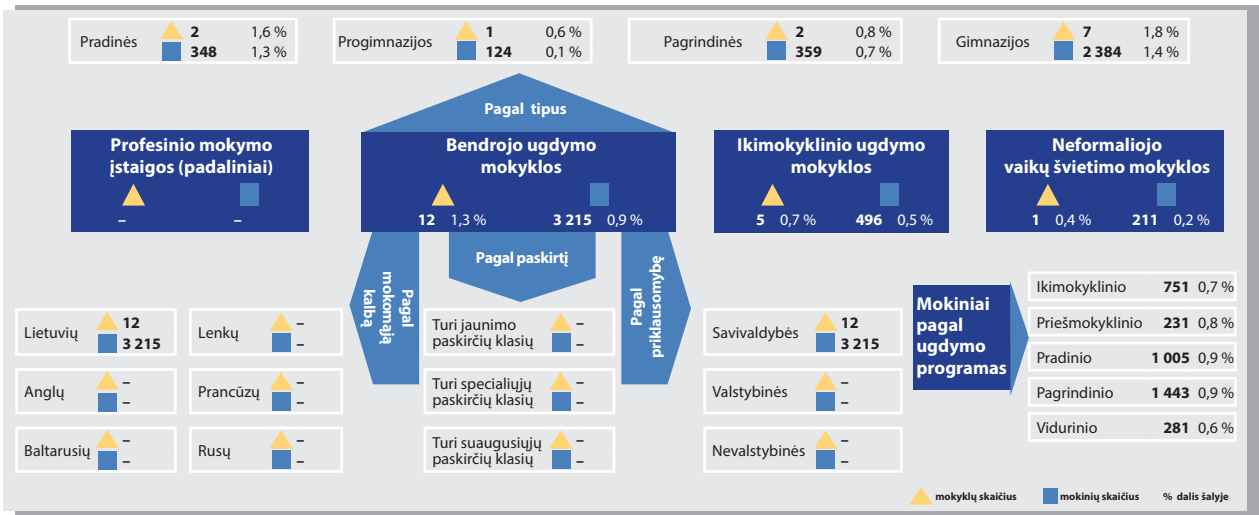 Pradinės 2 1,6 %
348 1,3 %
Progimnazijos 1 0,6 %
124 0,1 %
Pagrindinės 2 0,8 %
359 0,7 %
Gimnazijos 7 1,8 %
2 384 1,4 %
Pagal tipus
Profesinio mokymo
įstaigos (padaliniai)
– –
Bendrojo ugdymo
mokyklos
12 1,3 % 3 215 0,9 %
Ikimokyklinio ugdymo
mokyklos
5 0,7 % 496 0,5 %
Neformaliojo
vaikų švietimo mokyklos
1 0,4 % 211 0,2 %
Pagal
mokomąją
kalbą
Pagal paskirtį
Pagal
priklausomybę
Lietuvių 12
3 215
Lenkų –
–
Anglų –
–
Prancūzų –
–
Baltarusių –
–
Rusų –
–
Turi jaunimo
paskirčių klasių
–
–
Turi specialiųjų
paskirčių klasių
–
–
Turi suaugusiųjų
paskirčių klasių
–
–
Savivaldybės 12
3 215
Valstybinės –
–
Nevalstybinės –
–
Mokiniai
pagal
ugdymo
programas
Ikimokyklinio 751 0,7 %
Priešmokyklinio 231 0,8 %
Pradinio 1 005 0,9 %
Pagrindinio 1 443 0,9 %
Vidurinio 281 0,6 %
mokyklų skaičius mokinių skaičius % dalis šalyje